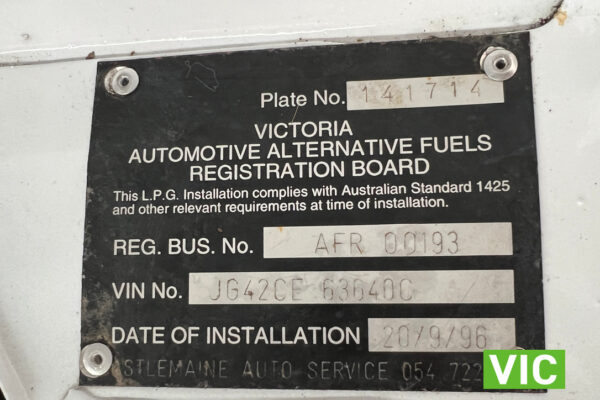 Plate No. 141714
VICTORIA
AUTOMOTIVE ALTERNATIVE FUELS
REGISTRATION BOARD
This L.P.G. Installation complies with Australian Standard 1425
and other relevant requirements at time of installation.
REG. BUS. No. AFR 00193
VIN No. JG42CE 63640C
DATE OF INSTALLATION 20/9/96
AUTO SERVICE 054
VIC